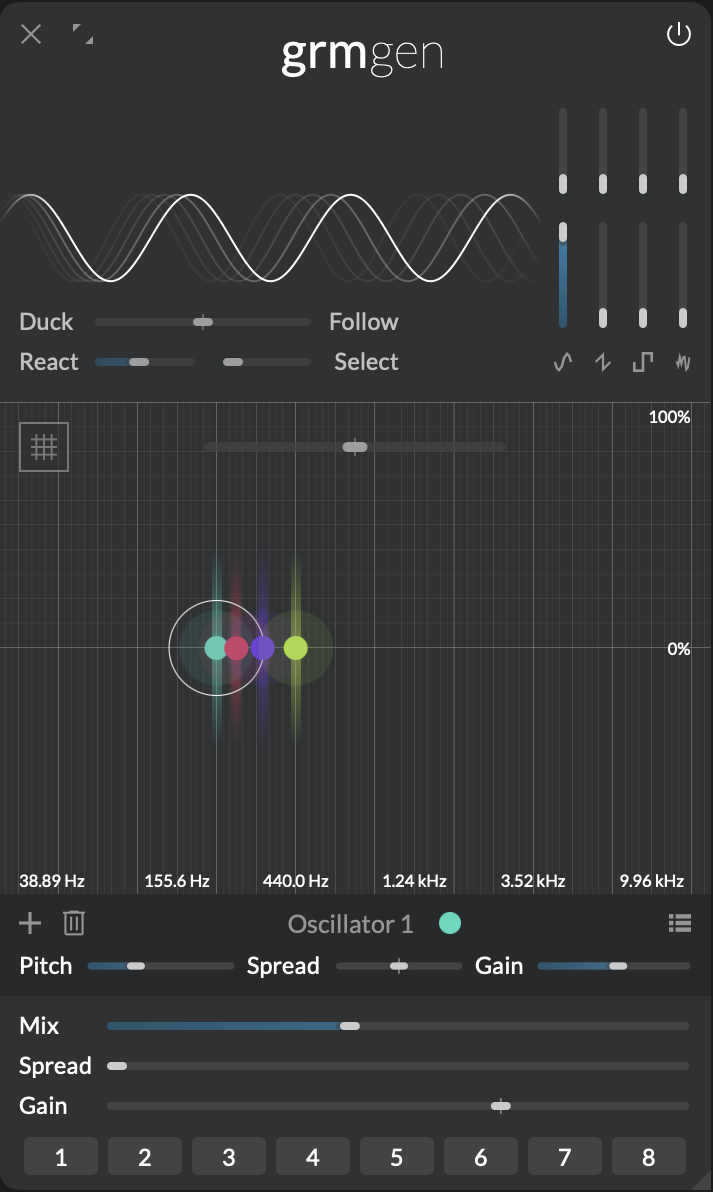 grmgen
Duck Follow
React Select
100%
0%
38.89 Hz 155.6 Hz 440.0 Hz 1.24 kHz 3.52 kHz 9.96 kHz
Oscillator 1
Pitch Spread Gain
Mix
Spread
Gain
1 2 3 4 5 6 7 8